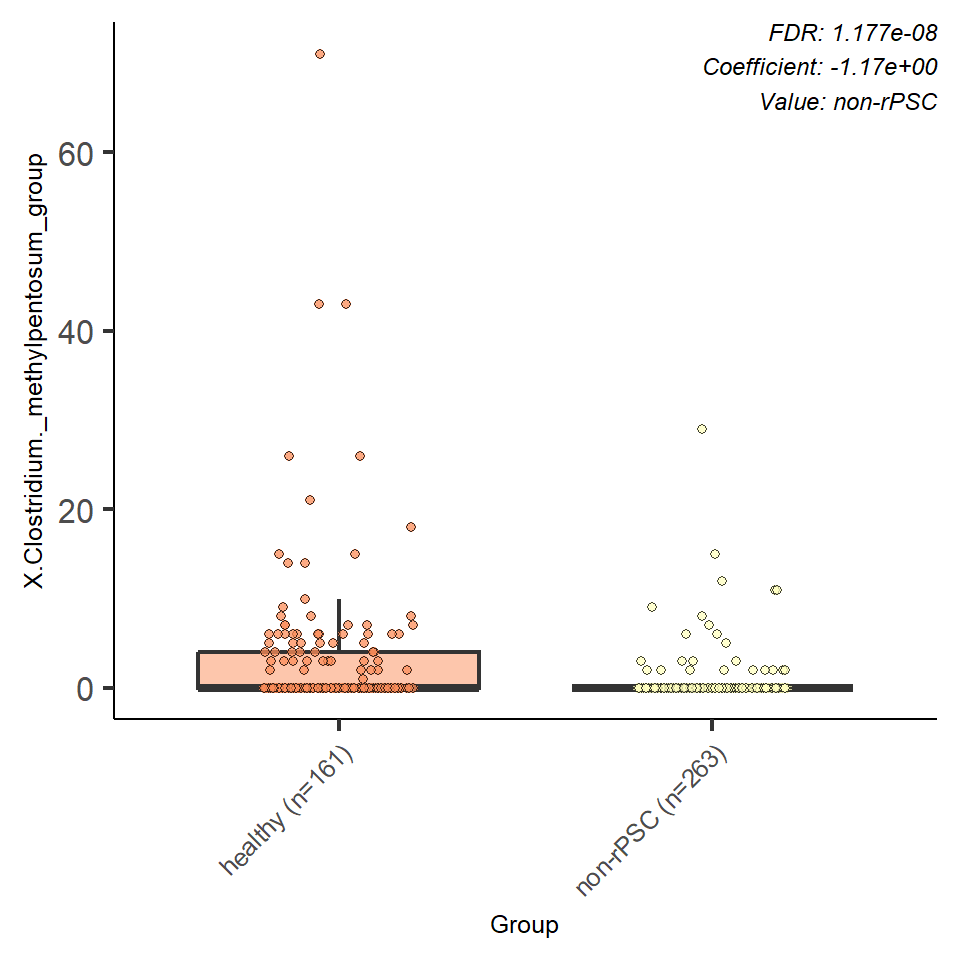 FDR: 1.177e-08
Coefficient: -1.17e+00
Value: non-rPSC
X.Clostridium._methylpentosum_group
60
40
20
0
healthy (n=161)
non-rPSC (n=263)
Group